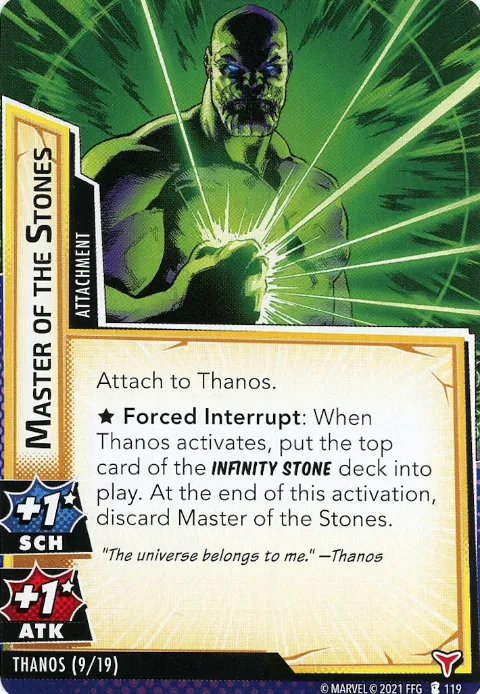 MASTER OF THE STONES
ATTACHMENT
Attach to Thanos.
★ Forced Interrupt: When
Thanos activates, put the top
card of the INFINITY STONE deck into
play. At the end of this activation,
discard Master of the Stones.
"The universe belongs to me." —Thanos
+1★
SCH
+1★
ATK
THANOS (9/19)
© MARVEL © 2021 FFG 119